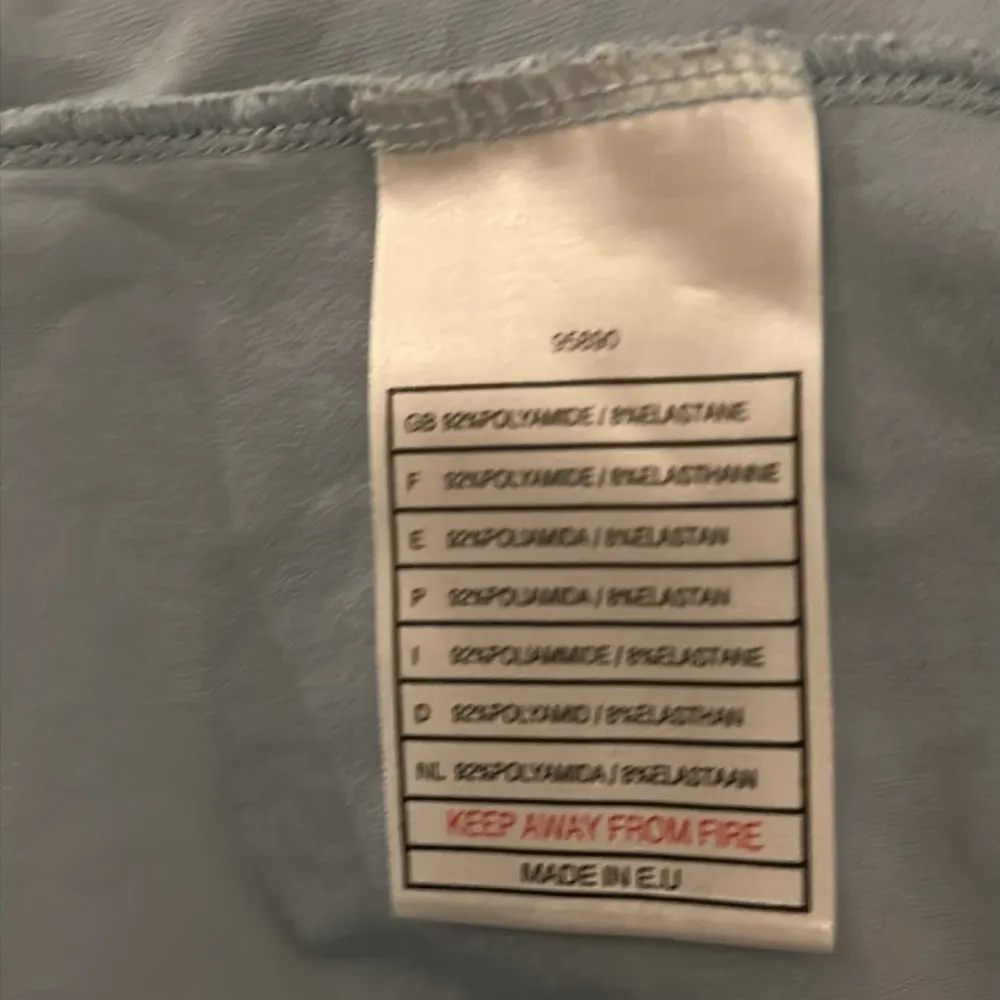 95890
GB 92%POLYAMIDE / 8%ELASTANE
F 92%POLYAMIDE / 8%ELASTHANNE
E 92%POLIAMIDA / 8%ELASTAN
P 92%POLIAMIDA / 8%ELASTAN
I 92%POLIAMMIDE / 8%ELASTANE
D 92%POLYAMID / 8%ELASTHAN
NL 92%POLYAMIDA / 8%ELASTAAN
KEEP AWAY FROM FIRE
MADE IN E.U